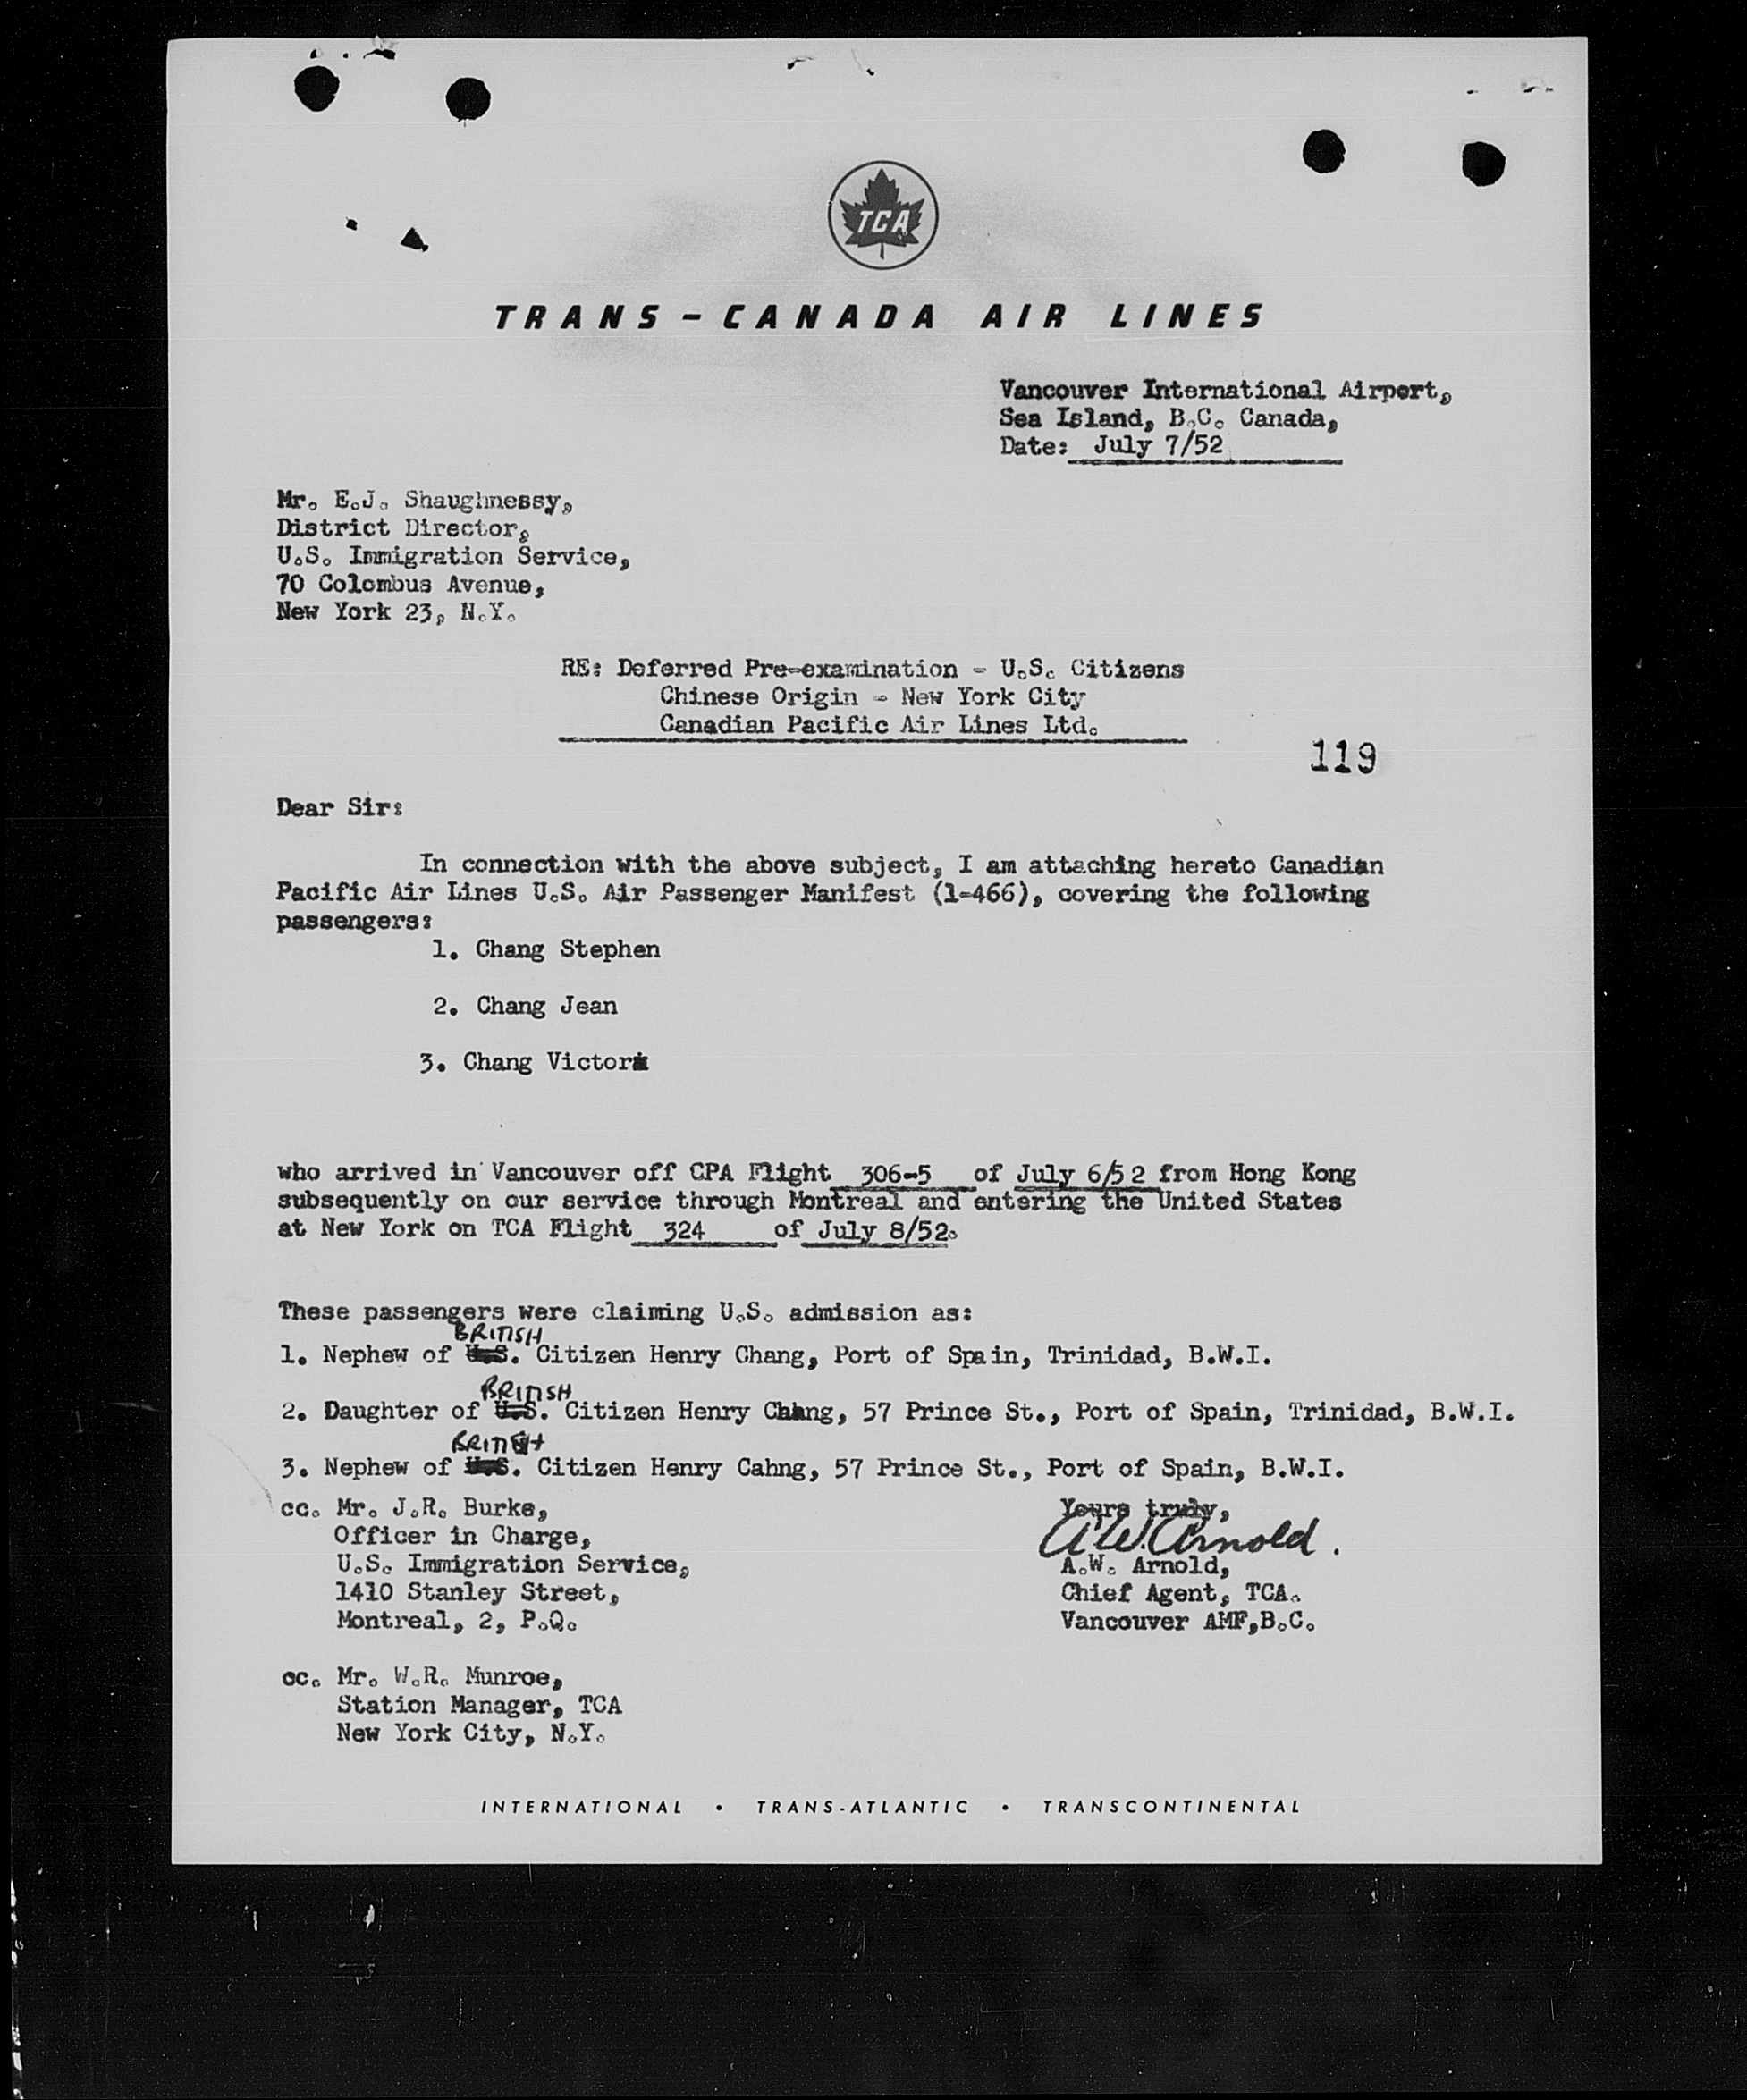 TCA
TRANS-CANADA AIR LINES
Vancouver International Airport,
Sea Island, B.C. Canada,
Date: July 7/52
Mr. E.J. Shaughnessy,
District Director,
U.S. Immigration Service,
70 Colombus Avenue,
New York 23, N.Y.
RE: Deferred Pre-examination - U.S. Citizens
Chinese Origin - New York City
Canadian Pacific Air Lines Ltd.
119
Dear Sir:
In connection with the above subject, I am attaching hereto Canadian
Pacific Air Lines U.S. Air Passenger Manifest (1-466), covering the following
passengers:
1. Chang Stephen
2. Chang Jean
3. Chang Victor
who arrived in Vancouver off CPA Flight 306-5 of July 6/52 from Hong Kong
subsequently on our service through Montreal and entering the United States
at New York on TCA Flight 324 of July 8/52.
These passengers were claiming U.S. admission as:
BRITISH
1. Nephew of U.S. Citizen Henry Chang, Port of Spain, Trinidad, B.W.I.
BRITISH
2. Daughter of U.S. Citizen Henry Chang, 57 Prince St., Port of Spain, Trinidad, B.W.I.
BRITISH
3. Nephew of U.S. Citizen Henry Cahng, 57 Prince St., Port of Spain, B.W.I.
cc. Mr. J.R. Burke,
Officer in Charge,
U.S. Immigration Service,
1410 Stanley Street,
Montreal, 2, P.Q.
Yours truly,
A.W. Arnold.
A.W. Arnold,
Chief Agent, TCA.
Vancouver AMF,B.C.
cc. Mr. W.R. Munroe,
Station Manager, TCA
New York City, N.Y.
INTERNATIONAL • TRANS-ATLANTIC • TRANSCONTINENTAL